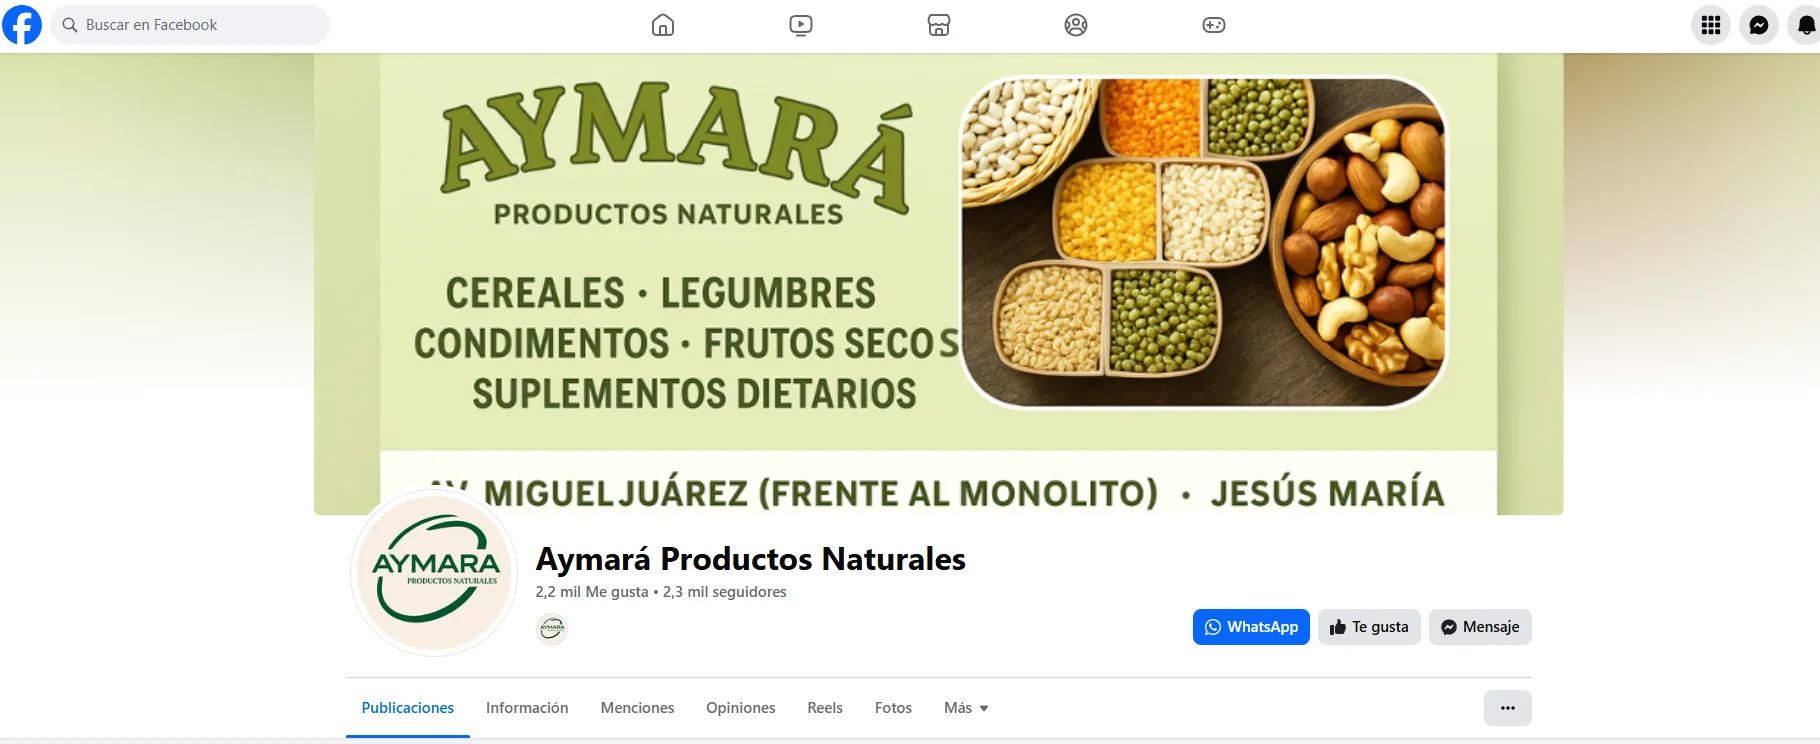 Buscar en Facebook
AYMARÁ
PRODUCTOS NATURALES
CEREALES · LEGUMBRES
CONDIMENTOS · FRUTOS SECOS
SUPLEMENTOS DIETARIOS
AV. MIGUEL JUÁREZ (FRENTE AL MONOLITO) · JESÚS MARÍA
AYMARA
PRODUCTOS NATURALES
Aymará Productos Naturales
2,2 mil Me gusta • 2,3 mil seguidores
AYMARA
WhatsApp Te gusta Mensaje
Publicaciones Información Menciones Opiniones Reels Fotos Más